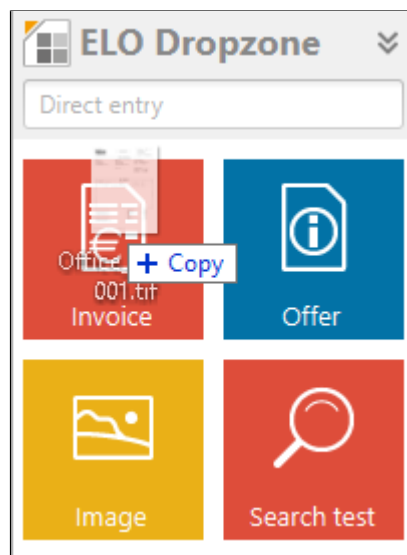 ELO Dropzone
Direct entry
Office
+ Copy
001.tif
Invoice
Offer
Image
Search test